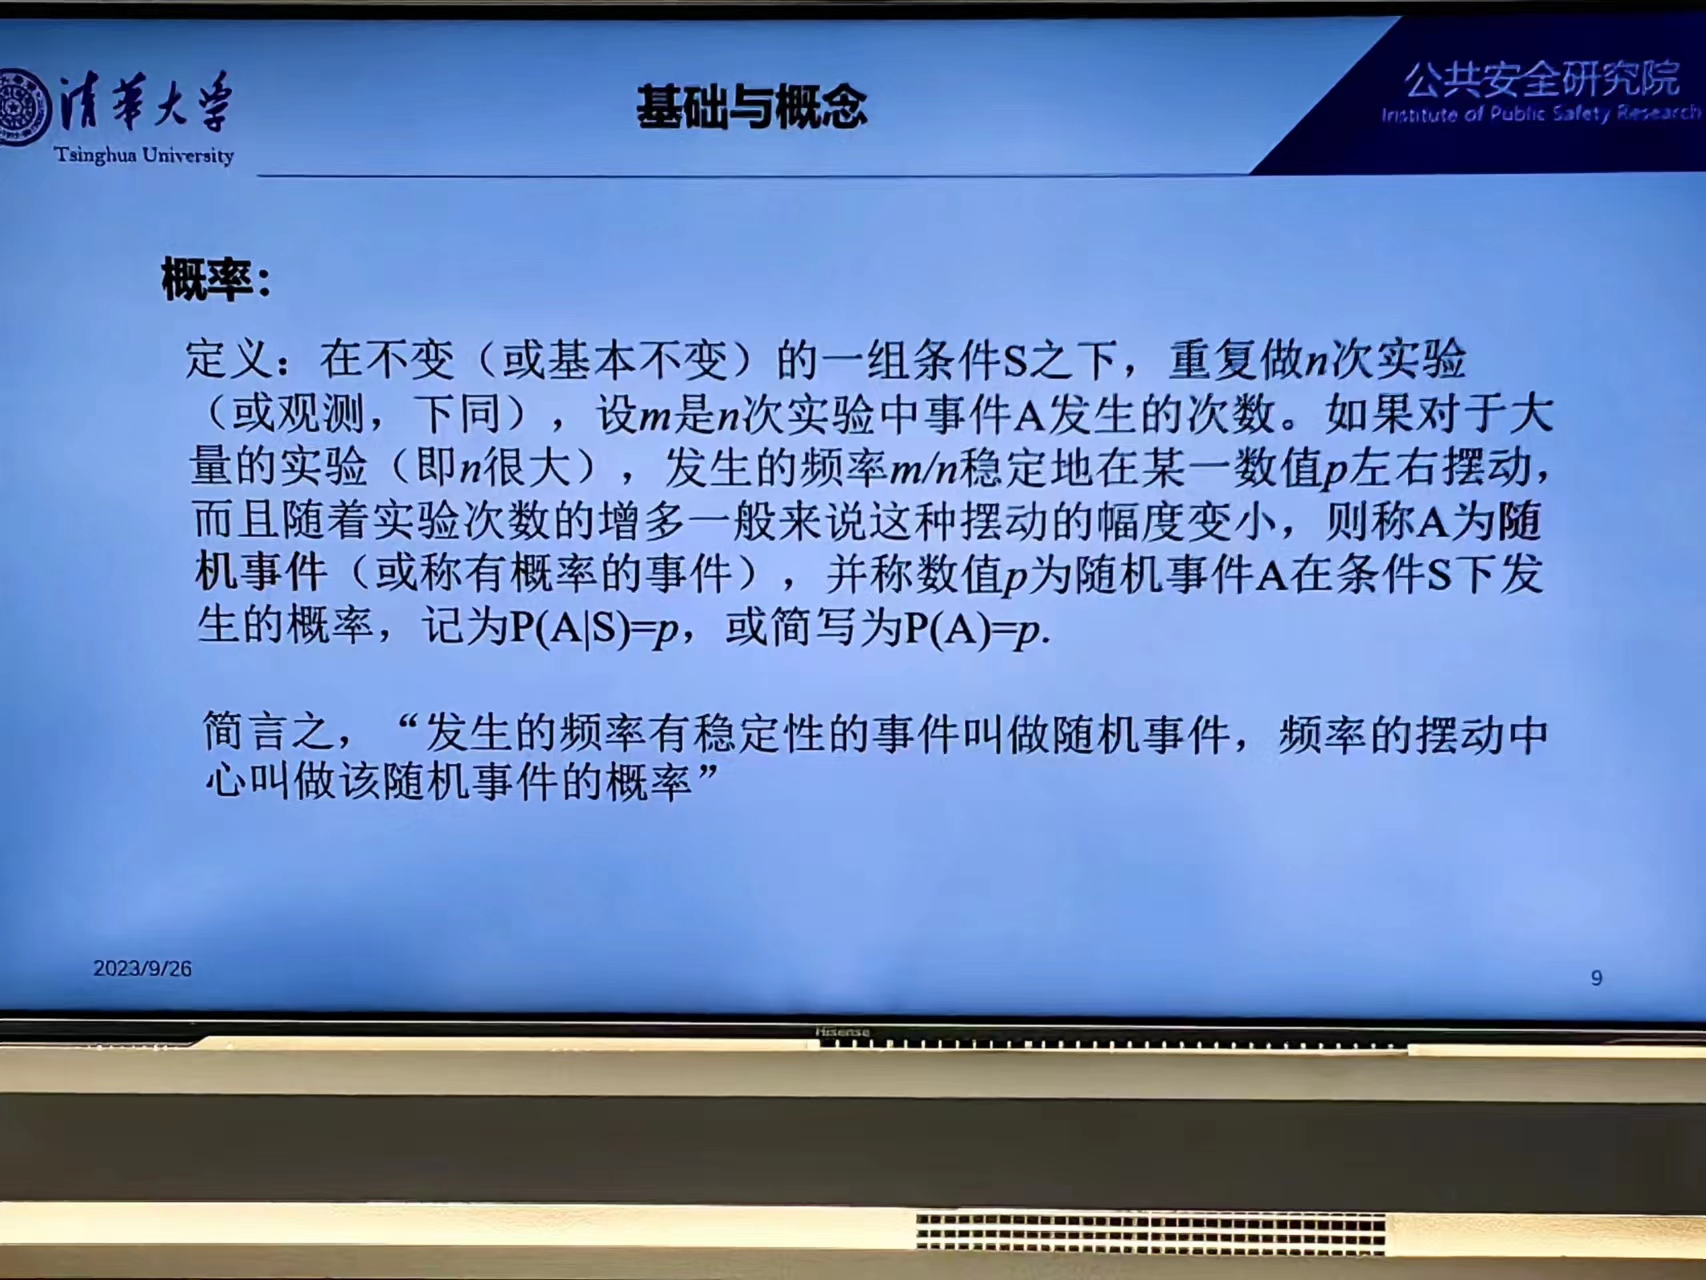 清华大学
Tsinghua University
基础与概念
公共安全研究院
Institute of Public Safety Research
概率：
定义：在不变（或基本不变）的一组条件S之下，重复做n次实验
（或观测，下同），设m是n次实验中事件A发生的次数。如果对于大
量的实验（即n很大），发生的频率m/n稳定地在某一数值p左右摆动，
而且随着实验次数的增多一般来说这种摆动的幅度变小，则称A为随
机事件（或称有概率的事件），并称数值p为随机事件A在条件S下发
生的概率，记为P(A|S)=p，或简写为P(A)=p.
简言之，“发生的频率有稳定性的事件叫做随机事件，频率的摆动中
心叫做该随机事件的概率”
2023/9/26
9
Hisense